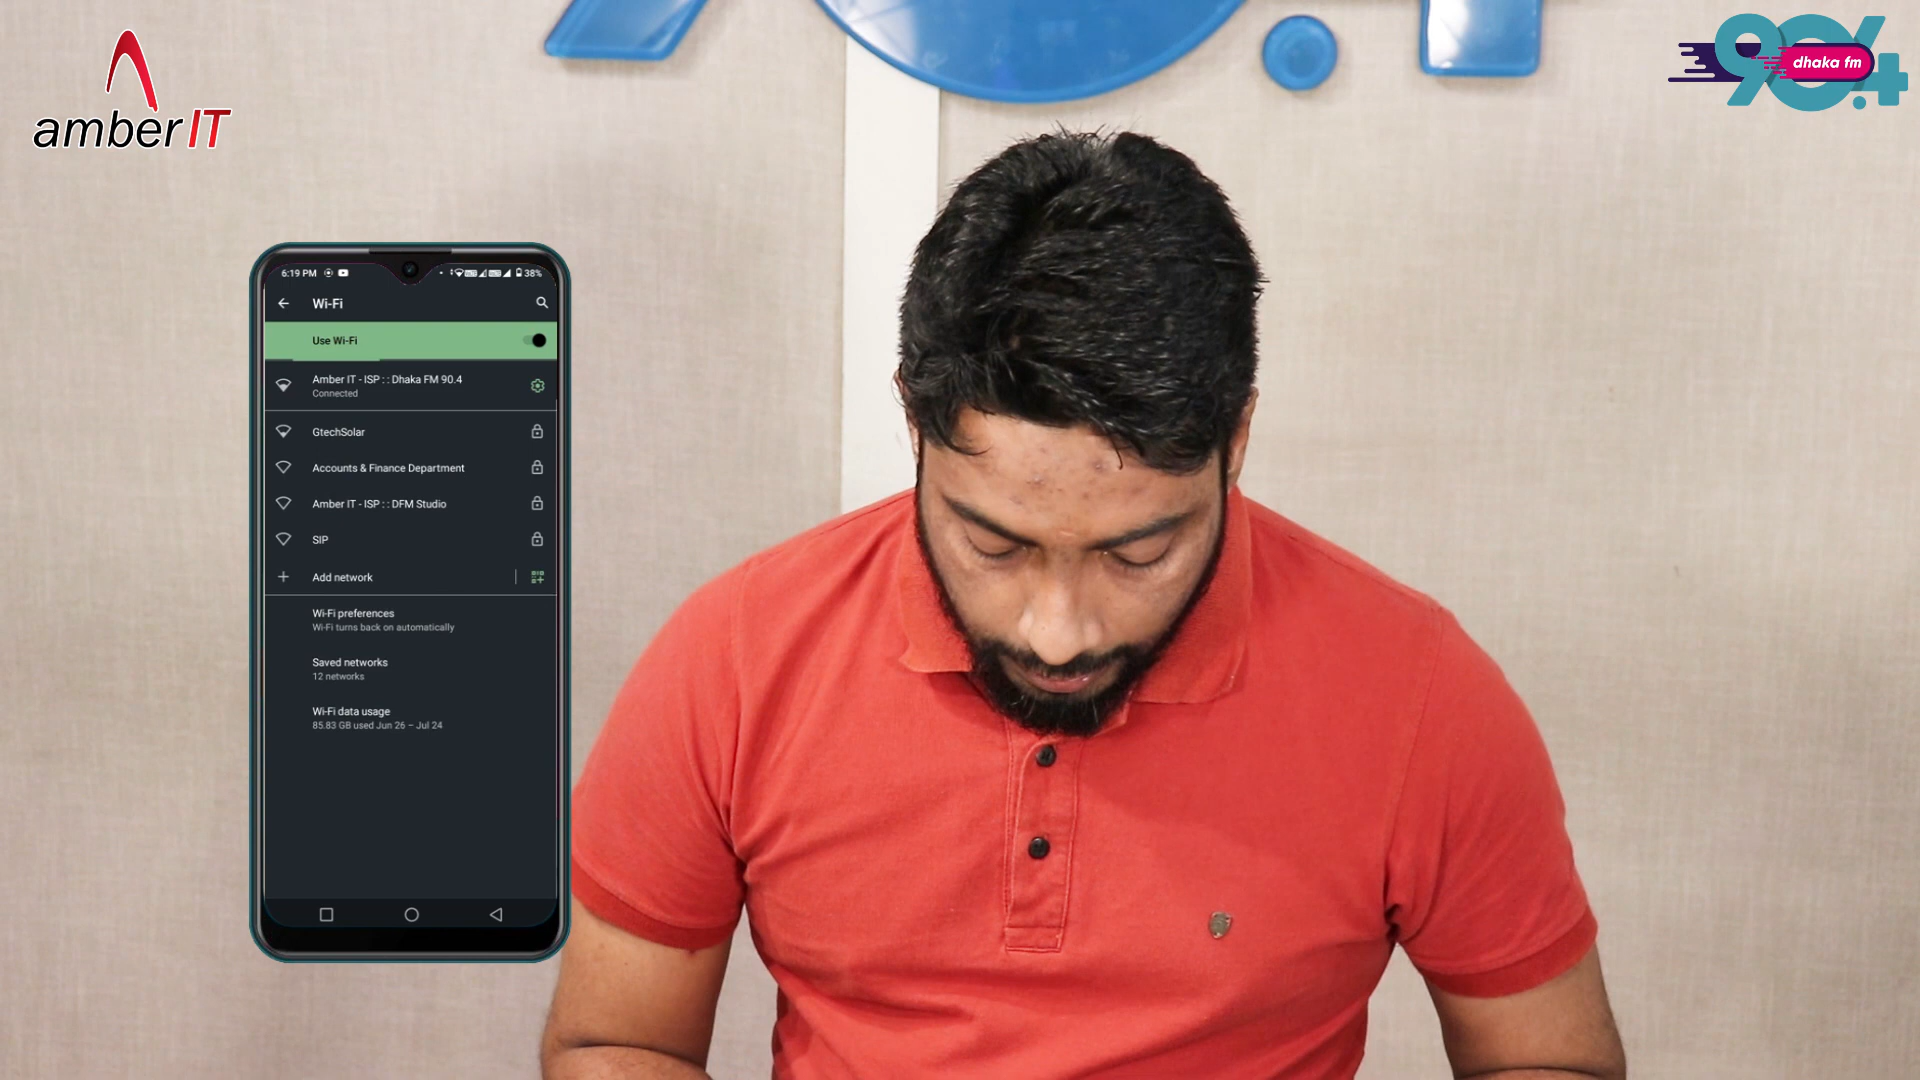 amberIT
90.4
dhaka fm
6:19 PM
38%
Wi-Fi
Use Wi-Fi
Amber IT - ISP : : Dhaka FM 90.4
Connected
GtechSolar
Accounts & Finance Department
Amber IT - ISP : : DFM Studio
SIP
Add network
Wi-Fi preferences
Wi-Fi turns back on automatically
Saved networks
12 networks
Wi-Fi data usage
85.83 GB used Jun 26 – Jul 24